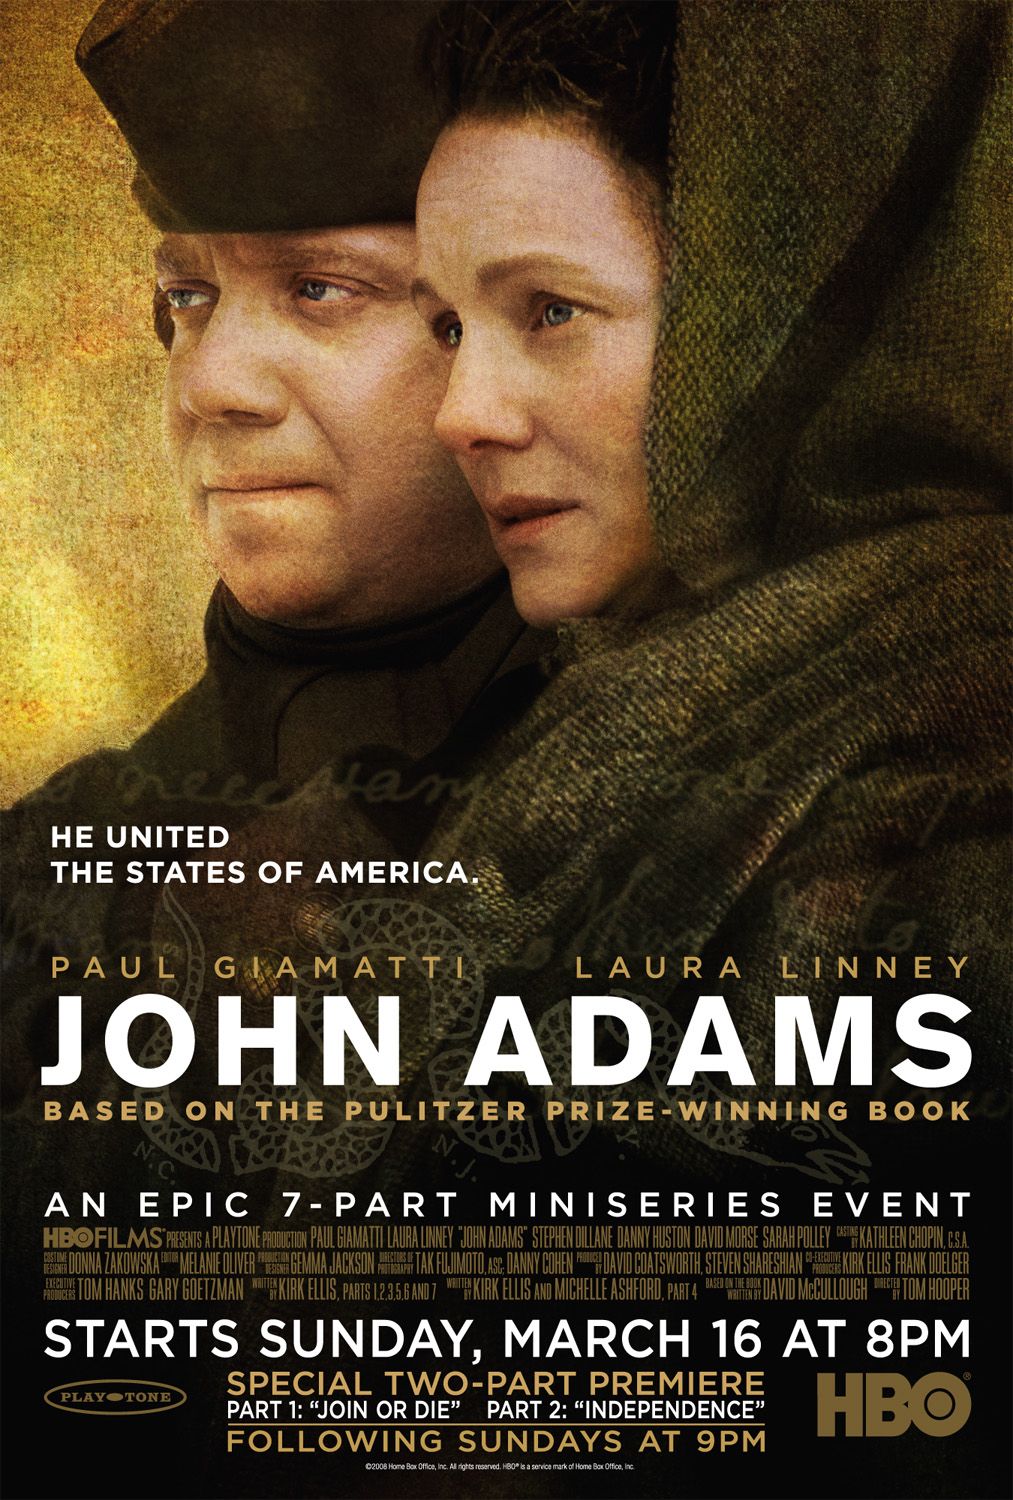 HE UNITED
THE STATES OF AMERICA.
PAUL GIAMATTI LAURA LINNEY
JOHN ADAMS
BASED ON THE PULITZER PRIZE-WINNING BOOK
AN EPIC 7-PART MINISERIES EVENT
HBO FILMS PRESENTS A PLAYTONE PRODUCTION PAUL GIAMATTI LAURA LINNEY "JOHN ADAMS" STEPHEN DILLANE DANNY HUSTON DAVID MORSE SARAH POLLEY CASTING BY KATHLEEN CHOPIN, C.S.A.
COSTUME DESIGNER DONNA ZAKOWSKA EDITOR MELANIE OLIVER PRODUCTION DESIGNER GEMMA JACKSON DIRECTORS OF PHOTOGRAPHY TAK FUJIMOTO, ASC, DANNY COHEN PRODUCED BY DAVID COATSWORTH, STEVEN SHARESHIAN CO-EXECUTIVE PRODUCERS KIRK ELLIS FRANK DOELGER
EXECUTIVE PRODUCERS TOM HANKS GARY GOETZMAN WRITTEN BY KIRK ELLIS, PARTS 1,2,3,5,6 AND 7 WRITTEN BY KIRK ELLIS AND MICHELLE ASHFORD, PART 4 BASED ON THE BOOK WRITTEN BY DAVID McCULLOUGH DIRECTED BY TOM HOOPER
STARTS SUNDAY, MARCH 16 AT 8PM
PLAY-TONE
SPECIAL TWO-PART PREMIERE
PART 1: “JOIN OR DIE” PART 2: “INDEPENDENCE”
FOLLOWING SUNDAYS AT 9PM
HBO®
©2008 Home Box Office, Inc. All rights reserved. HBO® is a service mark of Home Box Office, Inc.